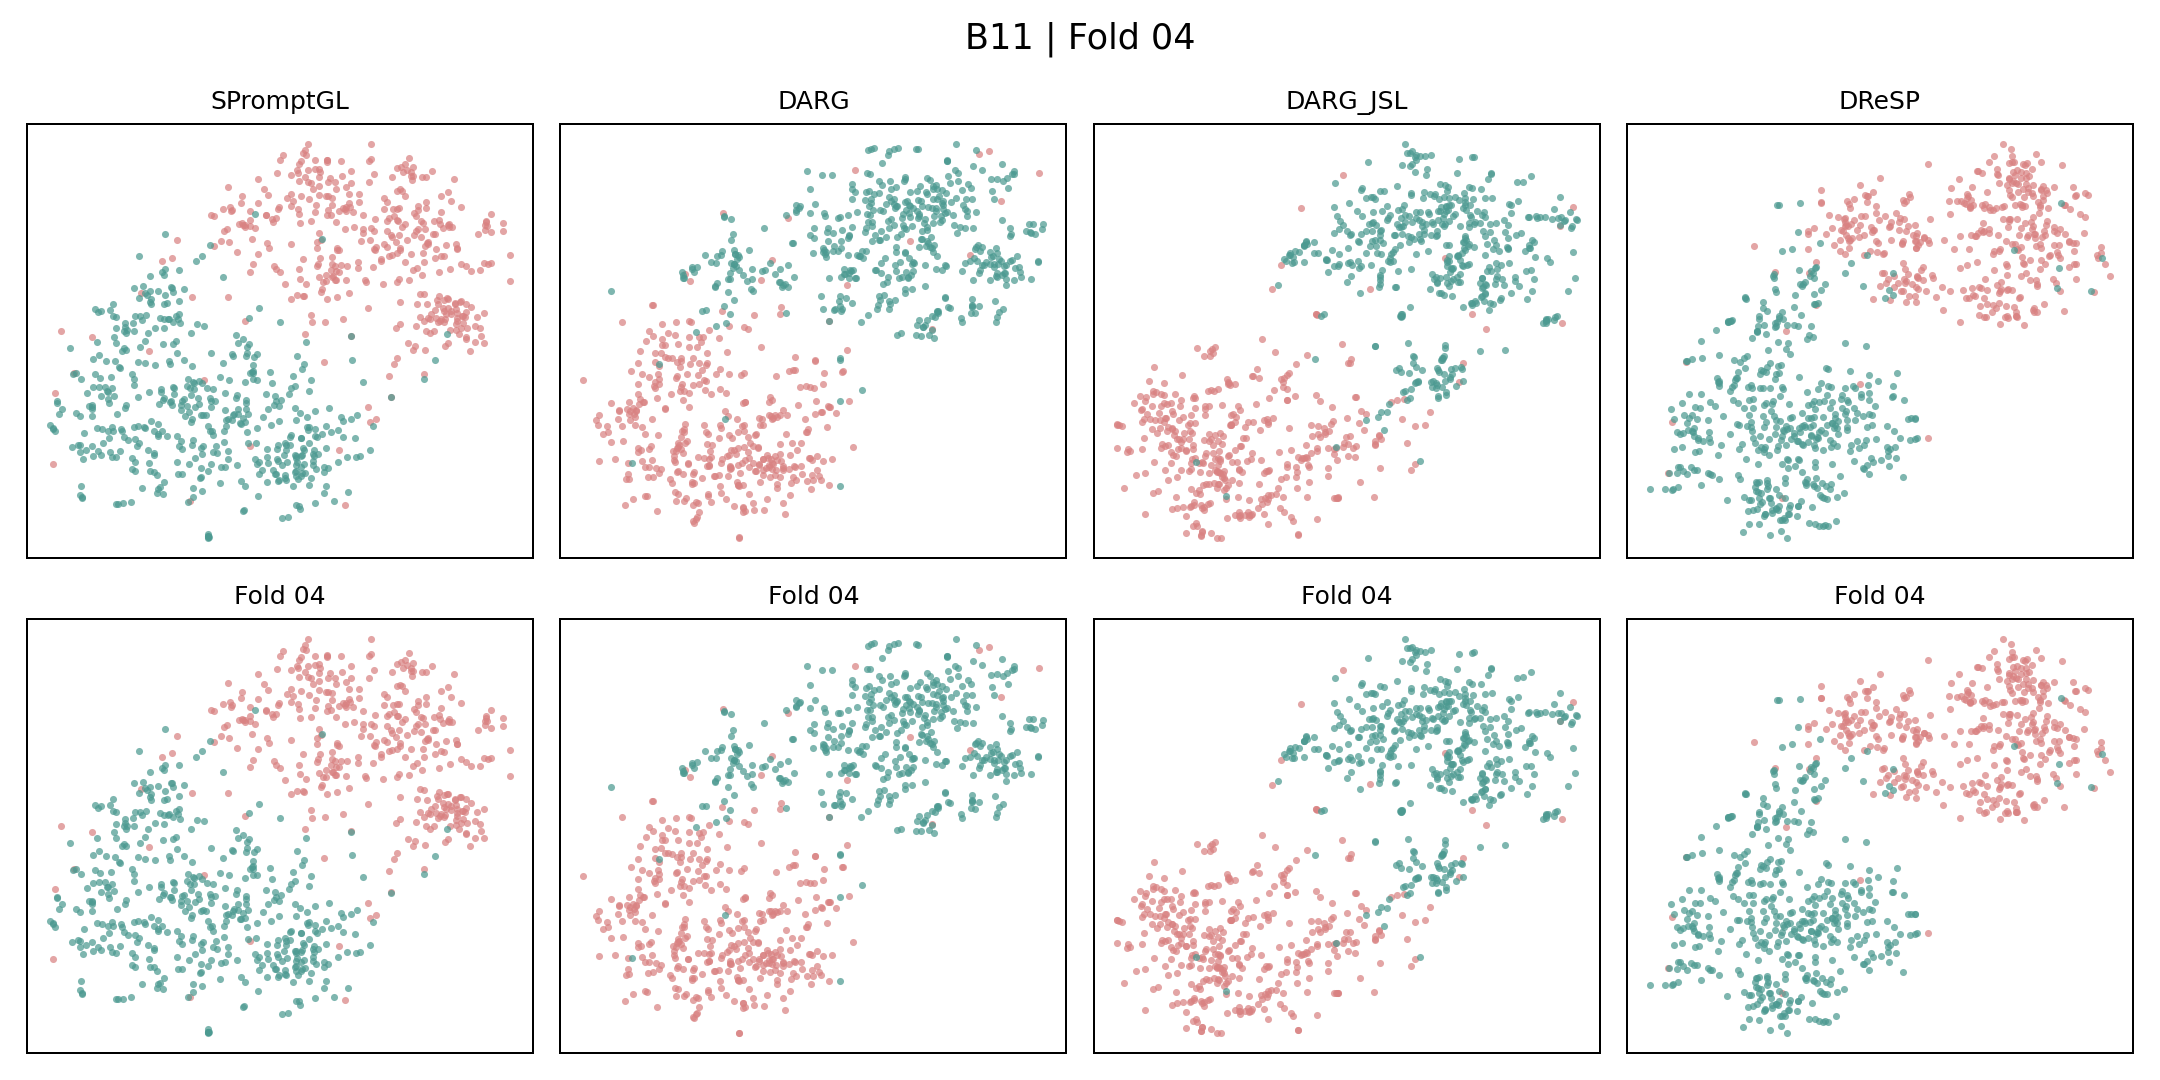 B11 | Fold 04
SPromptGL
DARG
DARG_JSL
DReSP
Fold 04
Fold 04
Fold 04
Fold 04